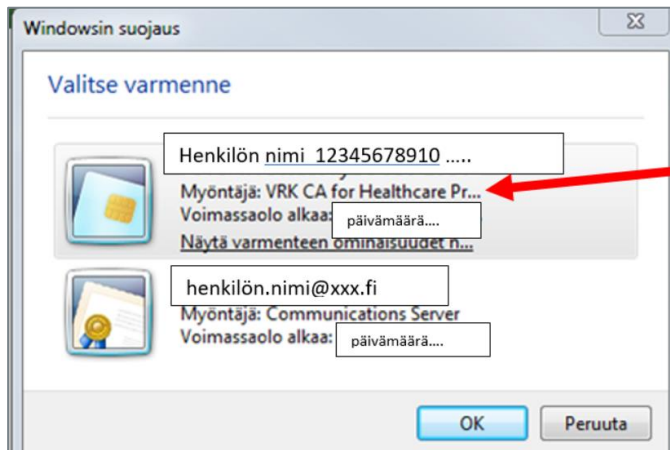 Windowsin suojaus
Valitse varmenne
Henkilön nimi 12345678910 .....
Myöntäjä: VRK CA for Healthcare Pr...
Voimassaolo alkaa: päivämäärä....
Näytä varmenteen ominaisuudet n...
henkilön.nimi@xxx.fi
Myöntäjä: Communications Server
Voimassaolo alkaa: päivämäärä....
OK Peruuta